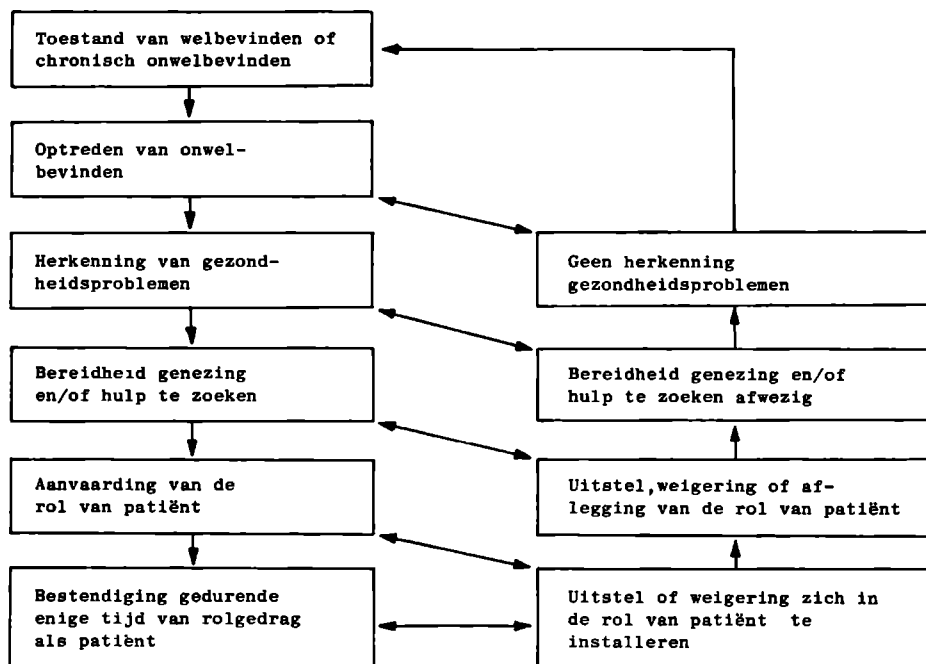 Toestand van welbevinden of
chronisch onwelbevinden
Optreden van onwel-
bevinden
Herkenning van gezond-
heidsproblemen
Geen herkenning
gezondheidsproblemen
Bereidheid genezing
en/of hulp te zoeken
Bereidheid genezing en/of
hulp te zoeken afwezig
Aanvaarding van de
rol van patiënt
Uitstel,weigering of af-
legging van de rol van patiënt
Bestendiging gedurende
enige tijd van rolgedrag
als patiënt
Uitstel of weigering zich in
de rol van patiënt te
installeren